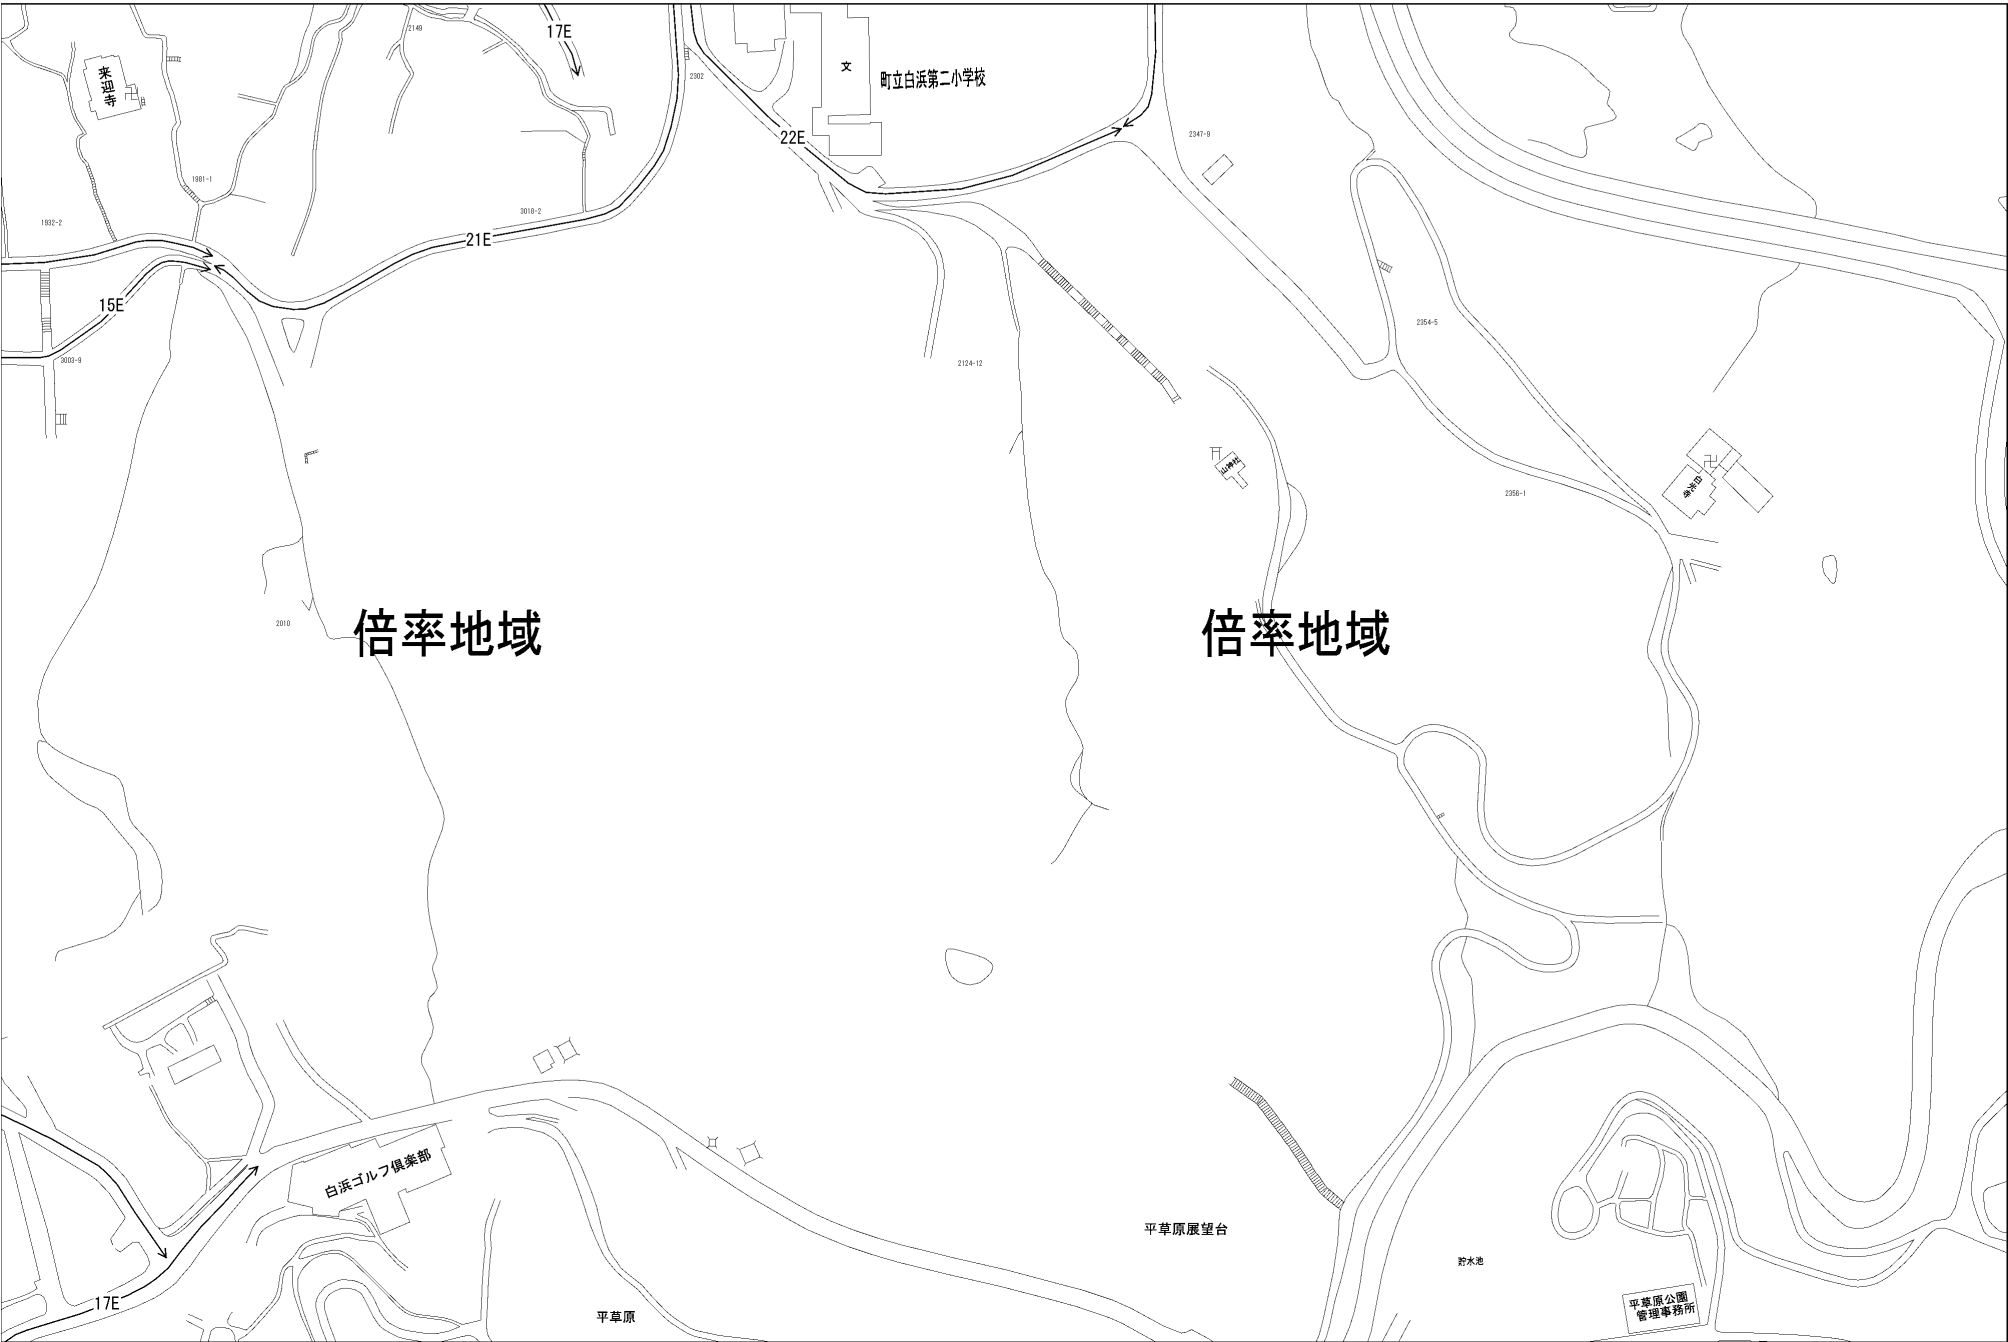 17E
2149
来迎寺
2302
文
町立白浜第二小学校
22E
2347-9
1981-1
1932-2
3018-2
21E
15E
2354-5
3003-9
2124-12
山神社
白光寺
2356-1
2010
倍率地域
倍率地域
白浜ゴルフ倶楽部
平草原展望台
貯水池
17E
平草原
平草原公園
管理事務所